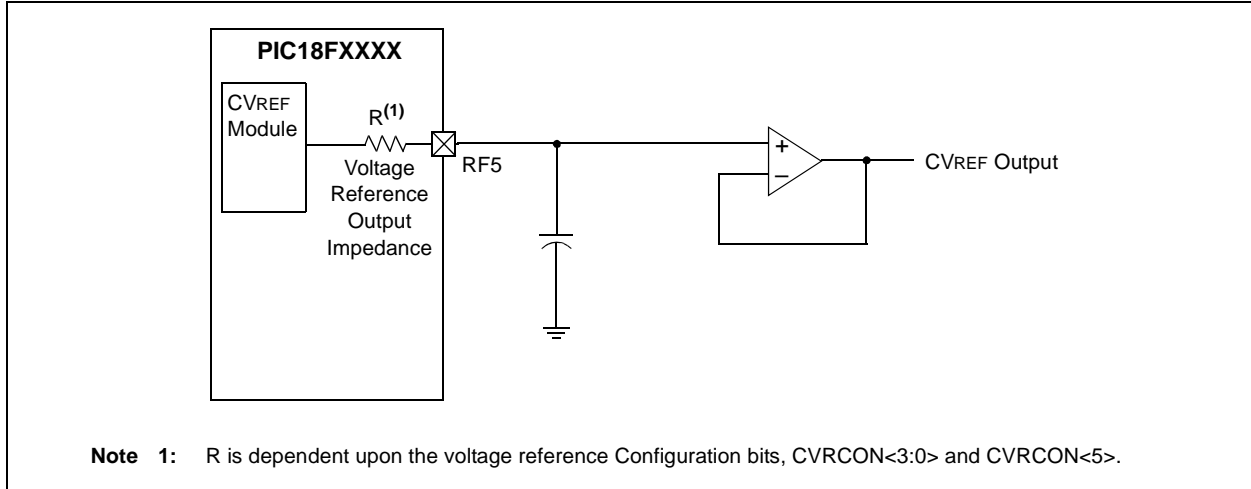 PIC18FXXXX
CVREF
Module
R(1)
Voltage
Reference
Output
Impedance
RF5
+
–
CVREF Output
Note 1: R is dependent upon the voltage reference Configuration bits, CVRCON<3:0> and CVRCON<5>.